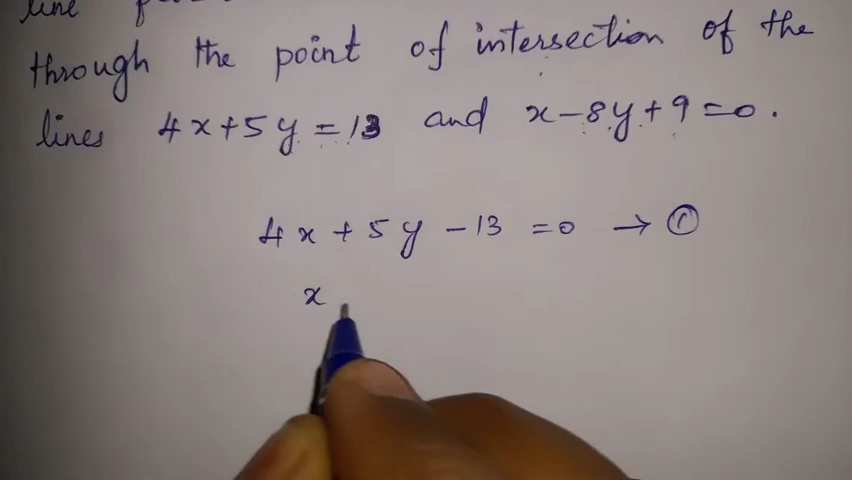 line
through the point of intersection of the
lines 4x+5y=13 and x-8y+9=0.
4x+5y-13=0 → ①
x